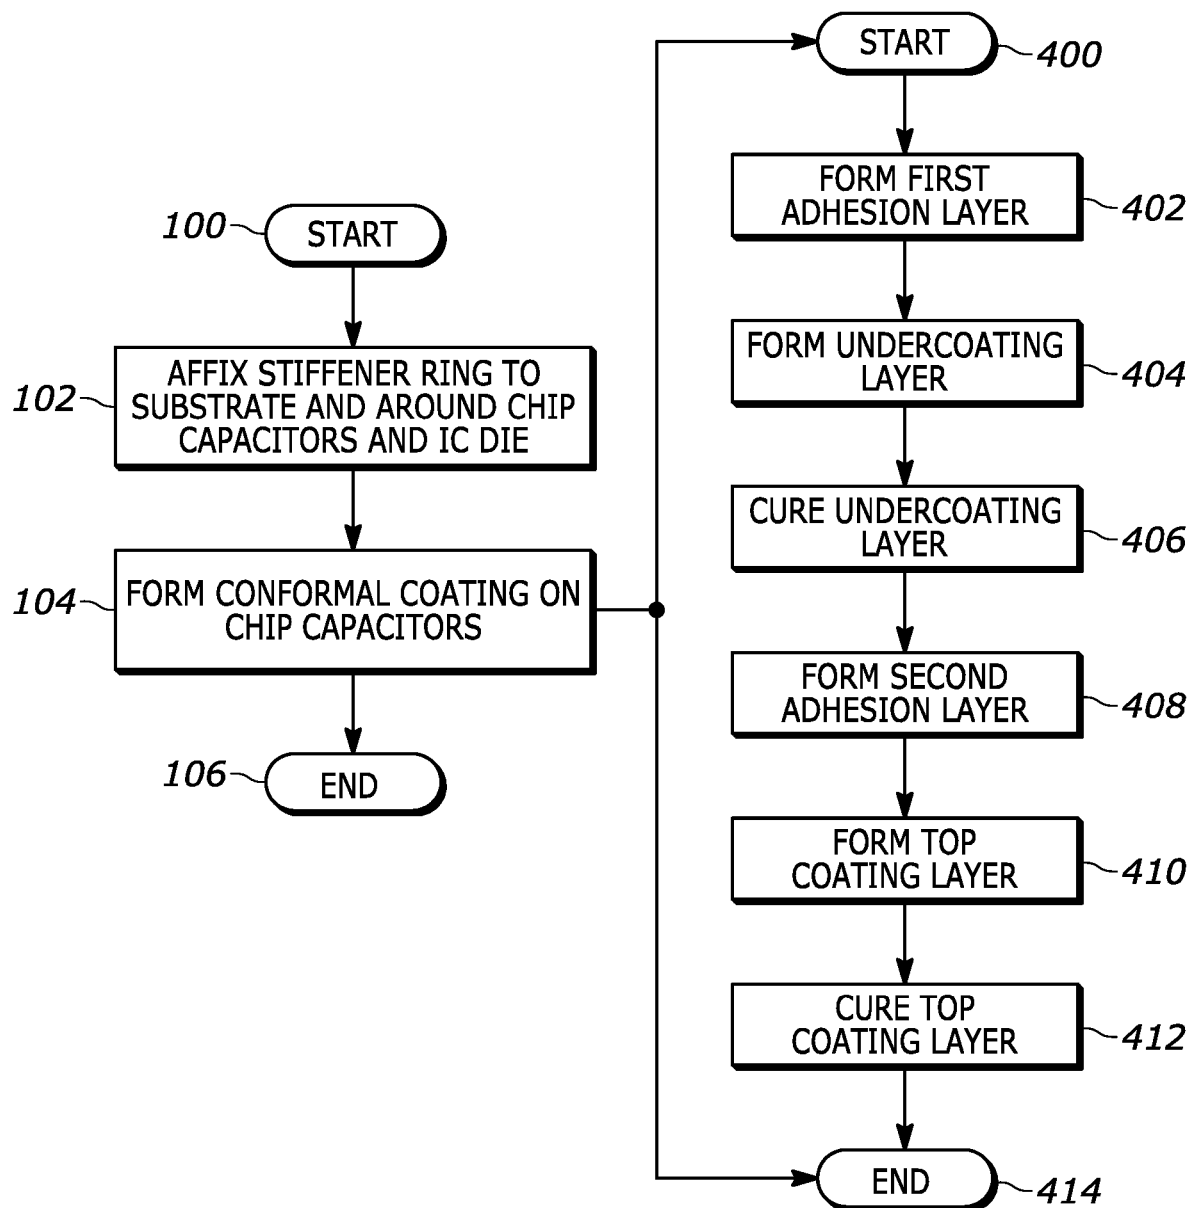 100
START
102
AFFIX STIFFENER RING TO
SUBSTRATE AND AROUND CHIP
CAPACITORS AND IC DIE
104
FORM CONFORMAL COATING ON
CHIP CAPACITORS
106
END
START
400
FORM FIRST
ADHESION LAYER
402
FORM UNDERCOATING
LAYER
404
CURE UNDERCOATING
LAYER
406
FORM SECOND
ADHESION LAYER
408
FORM TOP
COATING LAYER
410
CURE TOP
COATING LAYER
412
END
414